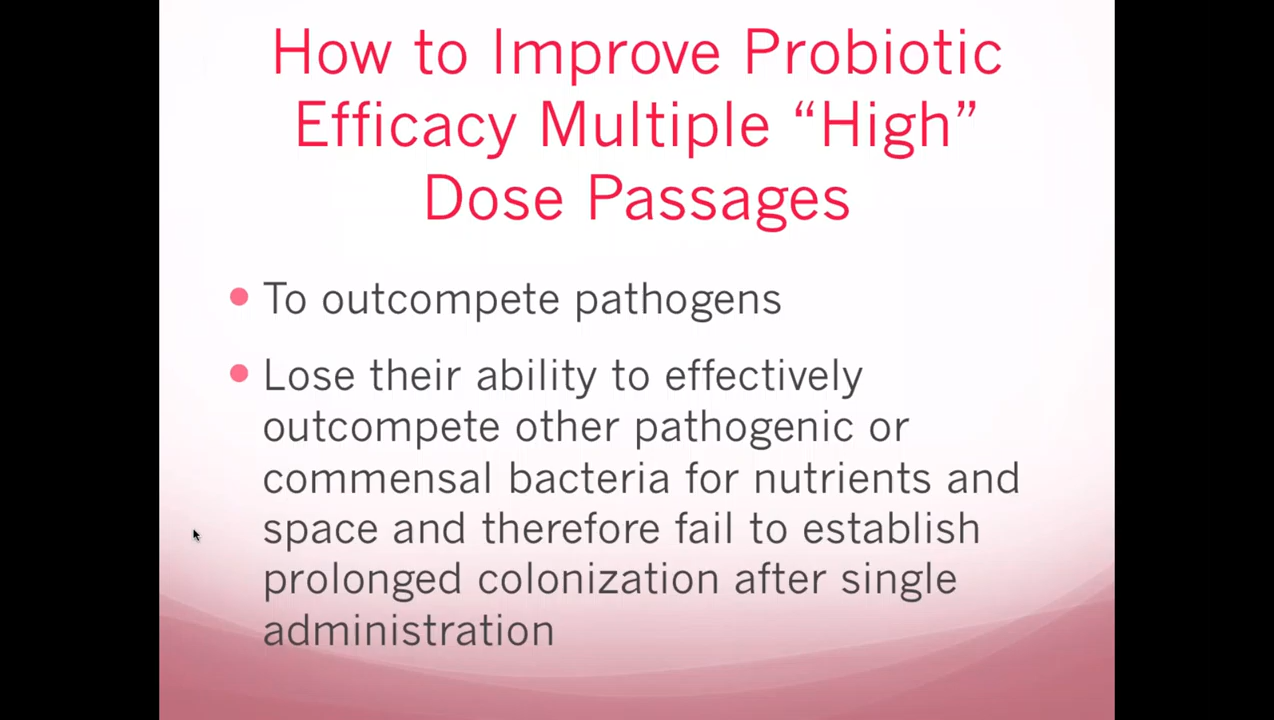 How to Improve Probiotic
Efficacy Multiple “High”
Dose Passages
• To outcompete pathogens
• Lose their ability to effectively
outcompete other pathogenic or
commensal bacteria for nutrients and
space and therefore fail to establish
prolonged colonization after single
administration